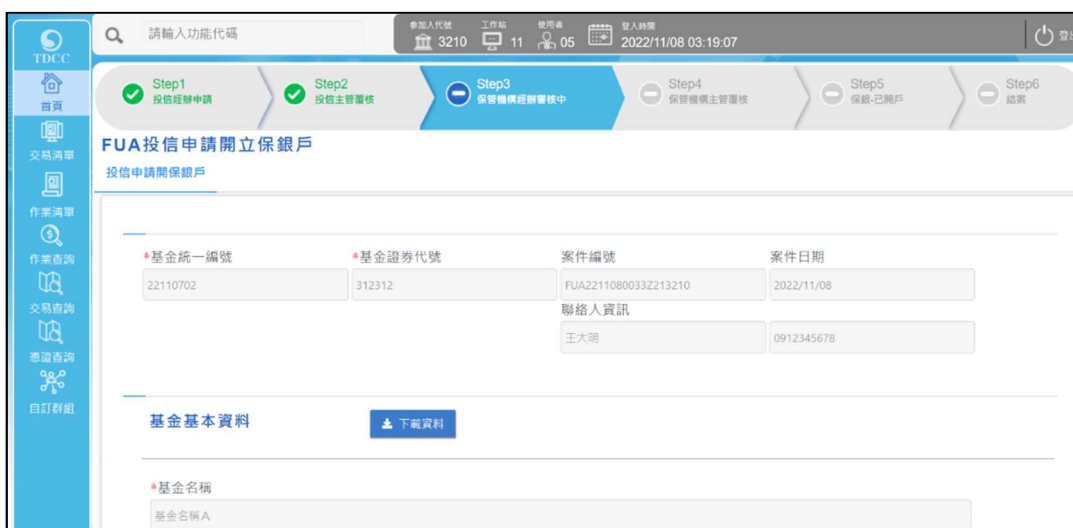 TDCC
請輸入功能代碼
參加人代號 工作站 使用者 登入時間
3210 11 05 2022/11/08 03:19:07
登出
首頁
交易清單
作業清單
作業查詢
交易查詢
憑證查詢
自訂群組
Step1
投信經辦申請
Step2
投信主管覆核
Step3
保管機構經辦審核中
Step4
保管機構主管覆核
Step5
保銀-已開戶
Step6
結案
FUA投信申請開立保銀戶
投信申請開保銀戶
*基金統一編號 *基金證券代號 案件編號 案件日期
22110702 312312 FUA2211080033Z213210 2022/11/08
聯絡人資訊
王大明 0912345678
基金基本資料 下載資料
*基金名稱
基金名稱A